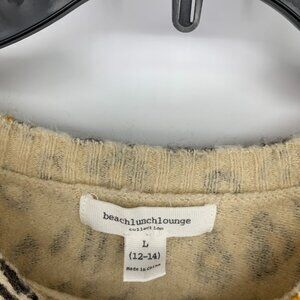 beachlunchlounge
collection
L
(12-14)
Made in China